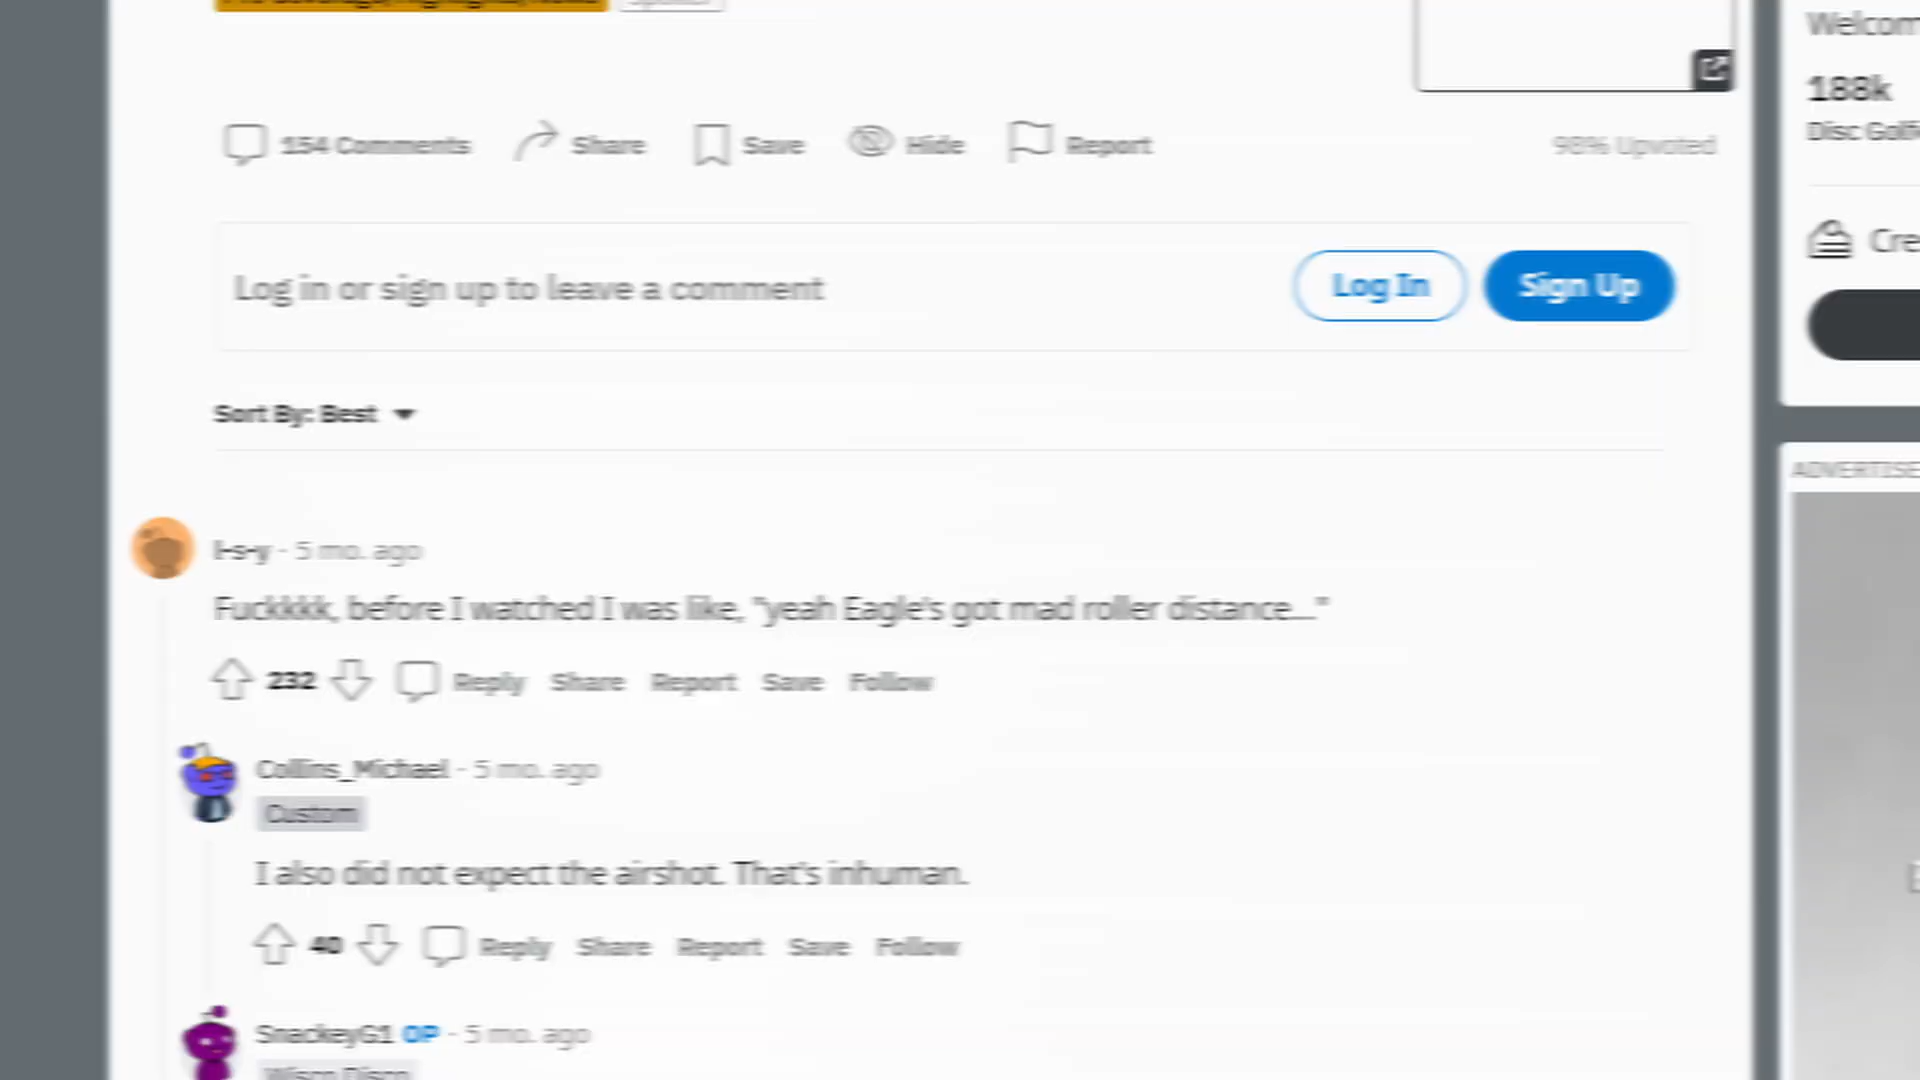 Welcom
188k
Disc Golf
154 Comments Share Save Hide Report 98% Upvoted
Cre
Log in or sign up to leave a comment Log In Sign Up
Sort By: Best
ADVERTISE
l-s-y · 5 mo. ago
Fuckkkk, before I watched I was like, "yeah Eagle's got mad roller distance..."
232 Reply Share Report Save Follow
Collins_Michael · 5 mo. ago
Custom
I also did not expect the airshot. That's inhuman.
40 Reply Share Report Save Follow
SnackeyG1 OP · 5 mo. ago
Wisco Disco